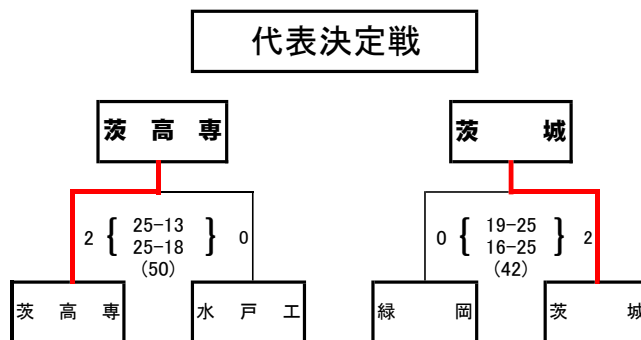 代表決定戦
茨高専
茨城
2 { 25-13 } 0
25-18
(50)
0 { 19-25 } 2
16-25
(42)
茨高専
水戸工
緑岡
茨城